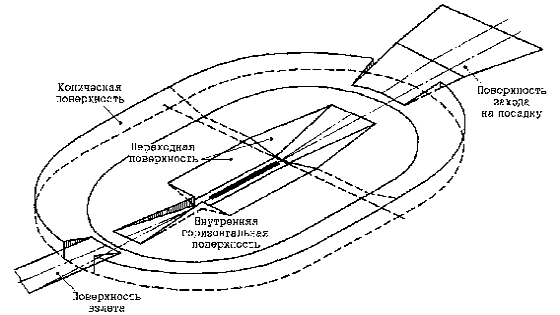 Коническая
поверхность
Переходная
поверхность
Внутренняя
горизонтальная
поверхность
Поверхность
захода
на посадку
Поверхность
взлета